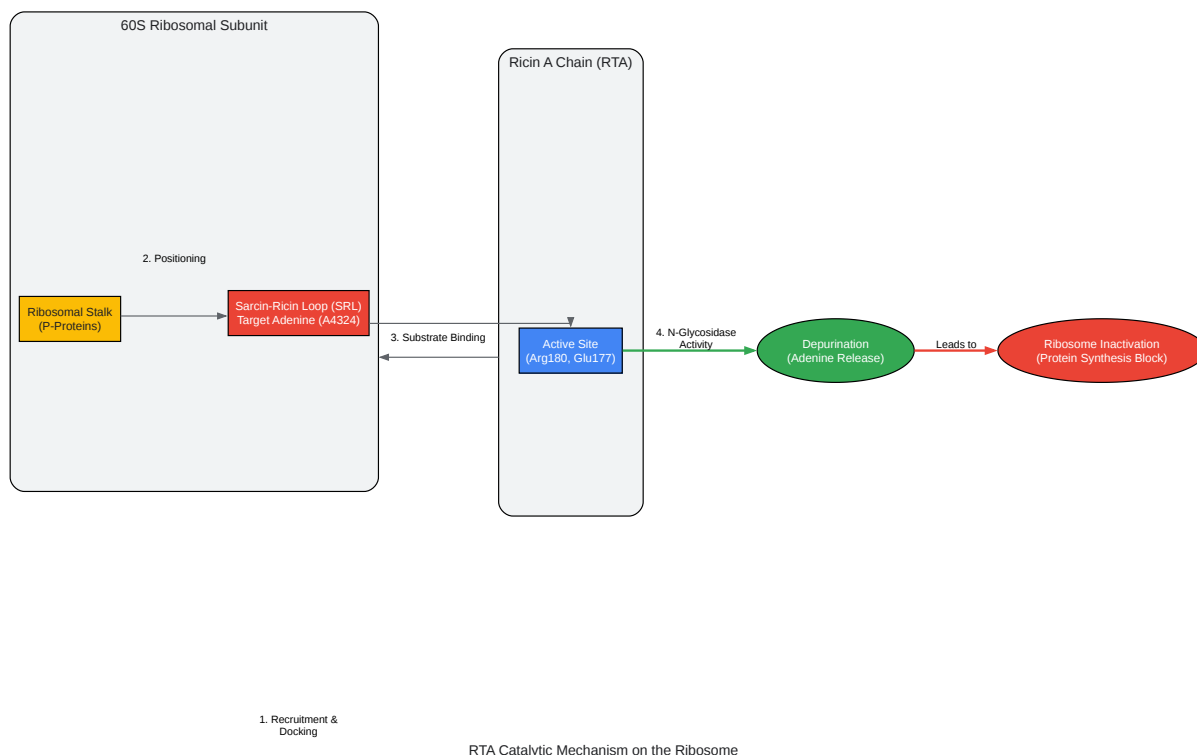 60S Ribosomal Subunit
Ricin A Chain (RTA)
2. Positioning
Ribosomal Stalk
(P-Proteins)
Sarcin-Ricin Loop (SRL)
Target Adenine (A4324)
3. Substrate Binding
Active Site
(Arg180, Glu177)
4. N-Glycosidase
Activity
Depurination
(Adenine Release)
Leads to
Ribosome Inactivation
(Protein Synthesis Block)
1. Recruitment &
Docking
RTA Catalytic Mechanism on the Ribosome